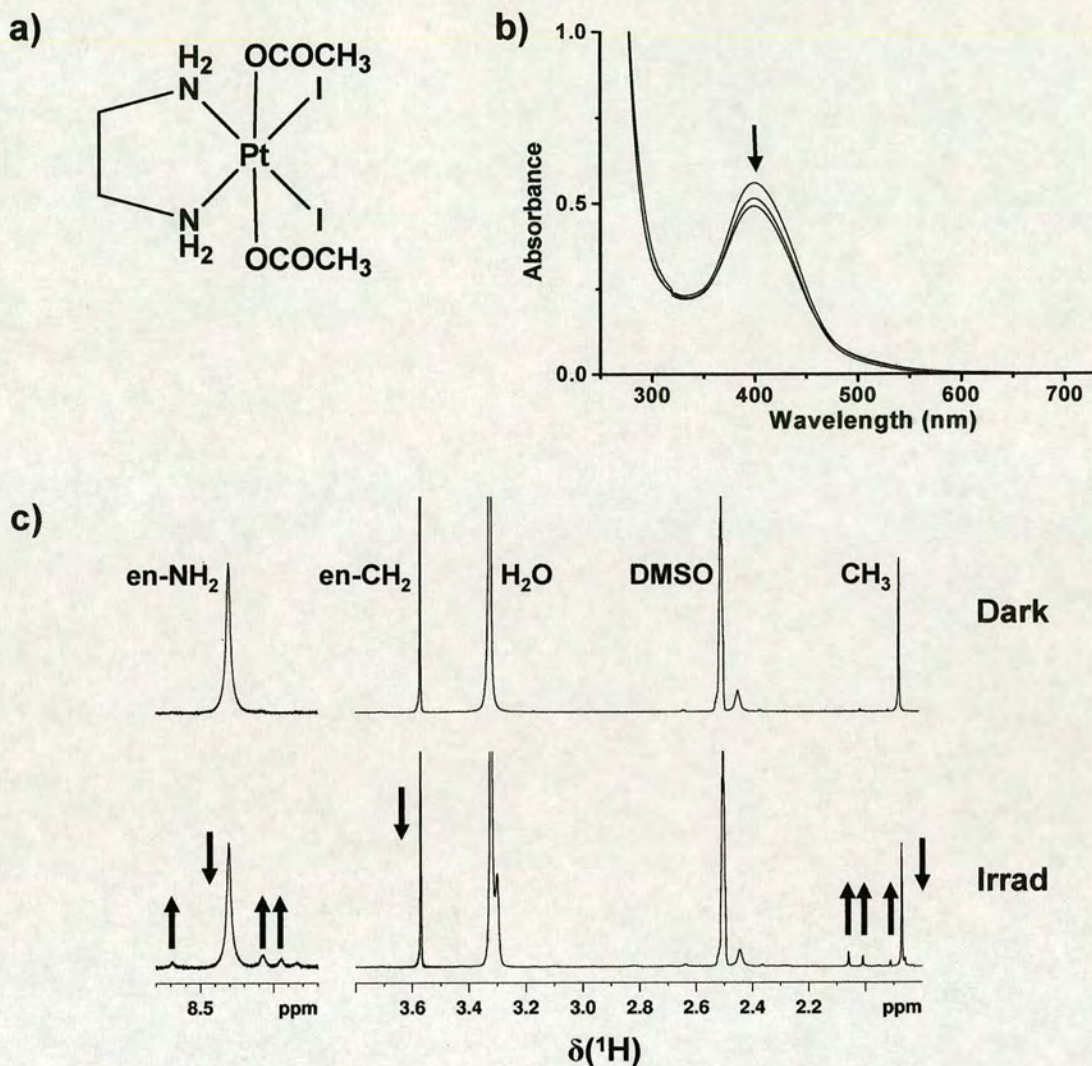 a)
H₂
N
OCOCH₃
I
Pt
I
N
H₂
OCOCH₃
b)
1.0
0.5
0.0
Absorbance
300 400 500 600 700
Wavelength (nm)
c)
en-NH₂ en-CH₂ H₂O DMSO CH₃
Dark
Irrad
8.5 ppm 3.6 3.4 3.2 3.0 2.8 2.6 2.4 2.2 ppm
δ(¹H)